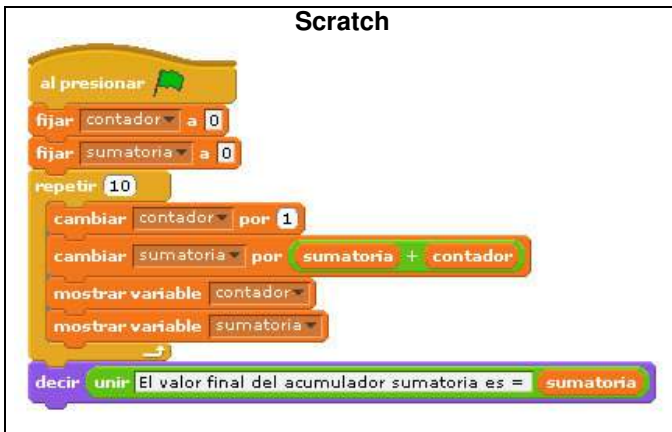 Scratch
al presionar
fijar contador a 0
fijar sumatoria a 0
repetir 10
cambiar contador por 1
cambiar sumatoria por sumatoria + contador
mostrar variable contador
mostrar variable sumatoria
decir unir El valor final del acumulador sumatoria es = sumatoria